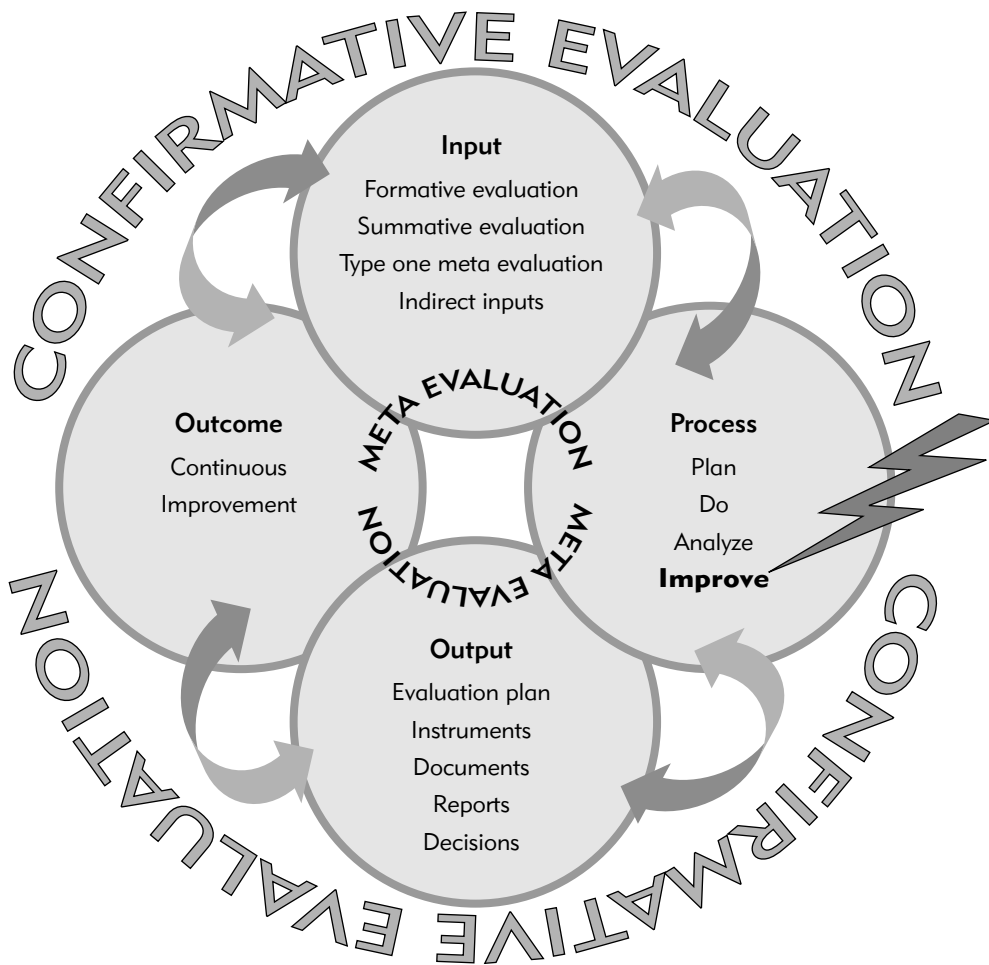 CONFIRMATIVE EVALUATION
Input
Formative evaluation
Summative evaluation
Type one meta evaluation
Indirect inputs
META EVALUATION
Outcome
Continuous
Improvement
Process
Plan
Do
Analyze
Improve
META EVALUATION
Output
Evaluation plan
Instruments
Documents
Reports
Decisions
CONFIRMATIVE EVALUATION